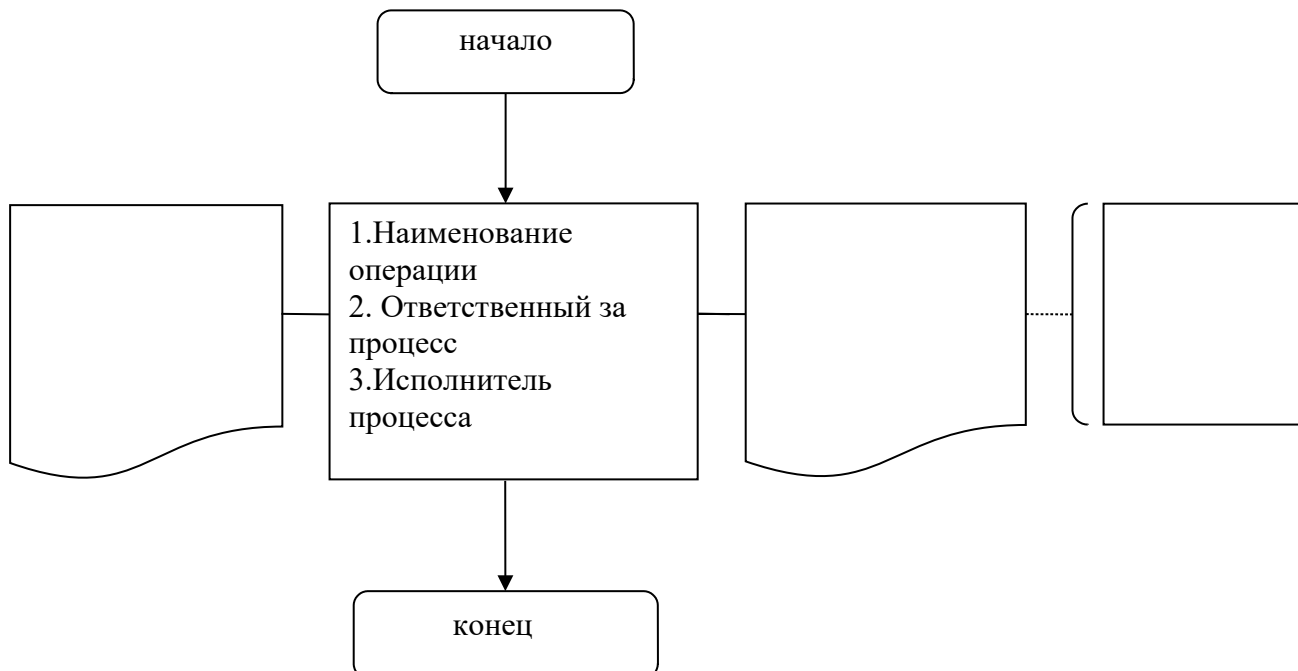 начало
1.Наименование
операции
2. Ответственный за
процесс
3.Исполнитель
процесса
конец